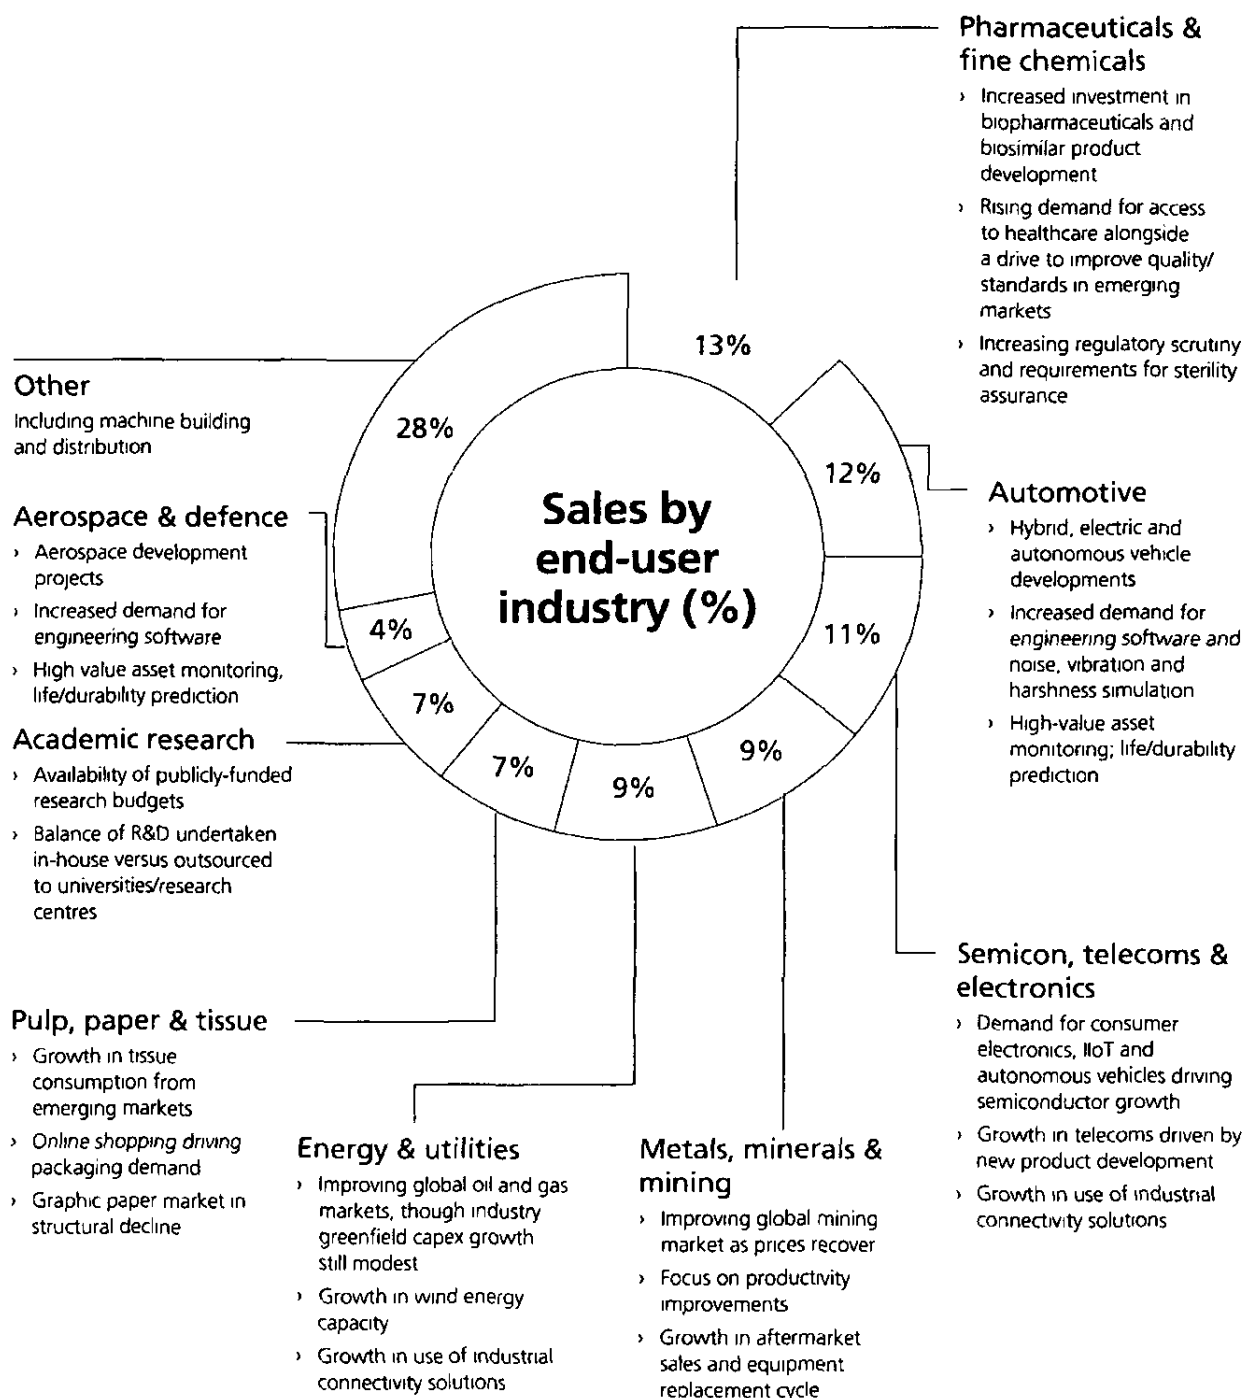 Pharmaceuticals &
fine chemicals
› Increased investment in
biopharmaceuticals and
biosimilar product
development
› Rising demand for access
to healthcare alongside
a drive to improve quality/
standards in emerging
markets
› Increasing regulatory scrutiny
and requirements for sterility
assurance
13%
Other
Including machine building
and distribution
28%
12%
Automotive
› Hybrid, electric and
autonomous vehicle
developments
› Increased demand for
engineering software and
noise, vibration and
harshness simulation
› High-value asset
monitoring; life/durability
prediction
Sales by
end-user
industry (%)
Aerospace & defence
› Aerospace development
projects
› Increased demand for
engineering software
› High value asset monitoring,
life/durability prediction
4%
11%
7%
7%
9%
9%
Academic research
› Availability of publicly-funded
research budgets
› Balance of R&D undertaken
in-house versus outsourced
to universities/research
centres
Semicon, telecoms &
electronics
› Demand for consumer
electronics, IIoT and
autonomous vehicles driving
semiconductor growth
› Growth in telecoms driven by
new product development
› Growth in use of industrial
connectivity solutions
Pulp, paper & tissue
› Growth in tissue
consumption from
emerging markets
› Online shopping driving
packaging demand
› Graphic paper market in
structural decline
Energy & utilities
› Improving global oil and gas
markets, though industry
greenfield capex growth
still modest
› Growth in wind energy
capacity
› Growth in use of industrial
connectivity solutions
Metals, minerals &
mining
› Improving global mining
market as prices recover
› Focus on productivity
improvements
› Growth in aftermarket
sales and equipment
replacement cycle